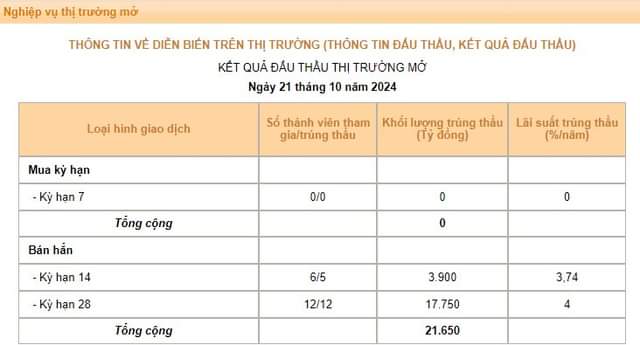 Nghiệp vụ thị trường mở
THÔNG TIN VỀ DIỄN BIẾN TRÊN THỊ TRƯỜNG (THÔNG TIN ĐẤU THẦU, KẾT QUẢ ĐẤU THẦU)
KẾT QUẢ ĐẤU THẦU THỊ TRƯỜNG MỞ
Ngày 21 tháng 10 năm 2024
Loại hình giao dịch
Số thành viên tham
gia/trúng thầu
Khối lượng trúng thầu
(Tỷ đồng)
Lãi suất trúng thầu
(%/năm)
Mua kỳ hạn
- Kỳ hạn 7 0/0 0 0
Tổng cộng 0
Bán hẳn
- Kỳ hạn 14 6/5 3.900 3,74
- Kỳ hạn 28 12/12 17.750 4
Tổng cộng 21.650